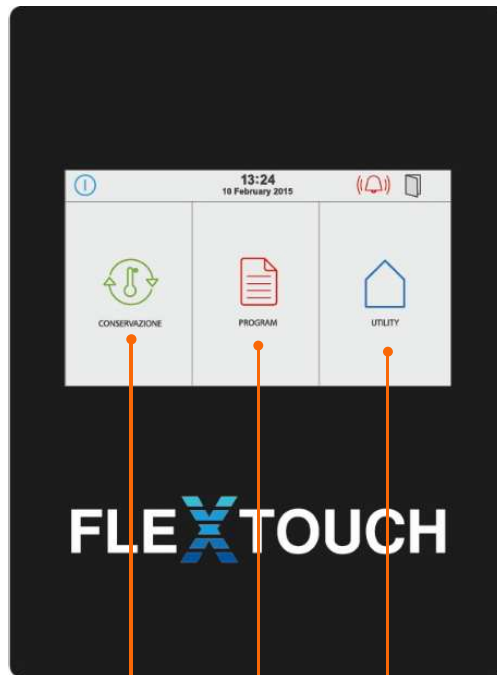 13:24
10 February 2015
CONSERVAZIONE
PROGRAM
UTILITY
FLEXTOUCH